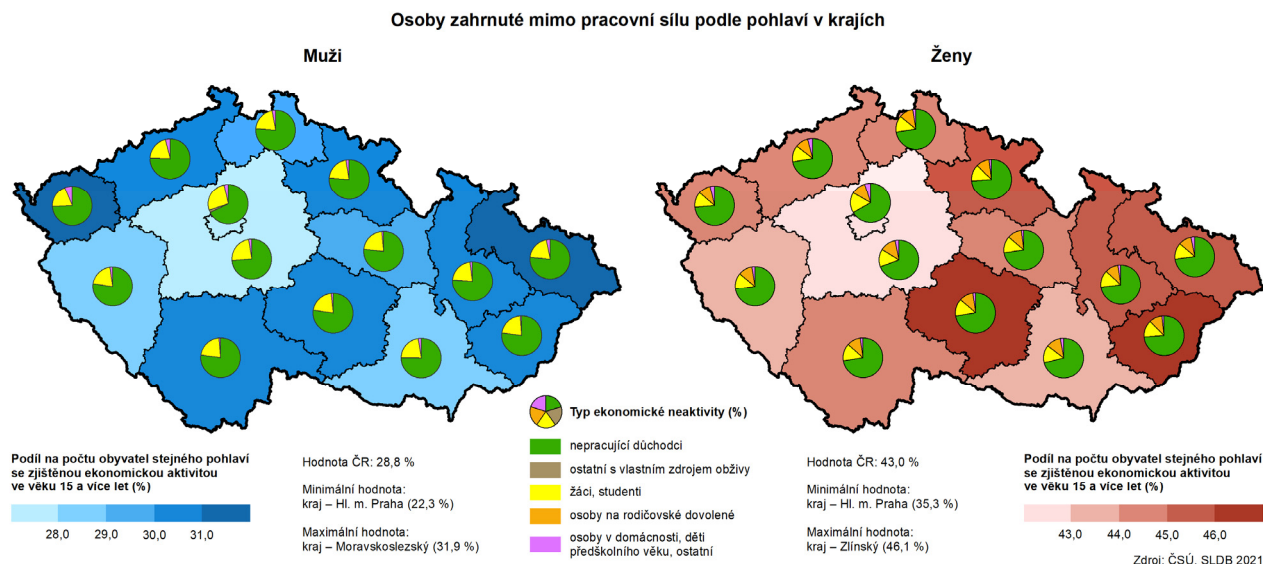 Osoby zahrnuté mimo pracovní sílu podle pohlaví v krajích
Muži
Ženy
Podíl na počtu obyvatel stejného pohlaví
se zjištěnou ekonomickou aktivitou
ve věku 15 a více let (%)
28,0
29,0
30,0
31,0
Hodnota ČR: 28,8 %
Minimální hodnota:
kraj – Hl. m. Praha (22,3 %)
Maximální hodnota:
kraj – Moravskoslezský (31,9 %)
Typ ekonomické neaktivity (%)
nepracující důchodci
ostatní s vlastním zdrojem obživy
žáci, studenti
osoby na rodičovské dovolené
osoby v domácnosti, děti
předškolního věku, ostatní
Hodnota ČR: 43,0 %
Minimální hodnota:
kraj – Hl. m. Praha (35,3 %)
Maximální hodnota:
kraj – Zlínský (46,1 %)
Podíl na počtu obyvatel stejného pohlaví
se zjištěnou ekonomickou aktivitou
ve věku 15 a více let (%)
43,0
44,0
45,0
46,0
Zdroj: ČSÚ, SLDB 2021